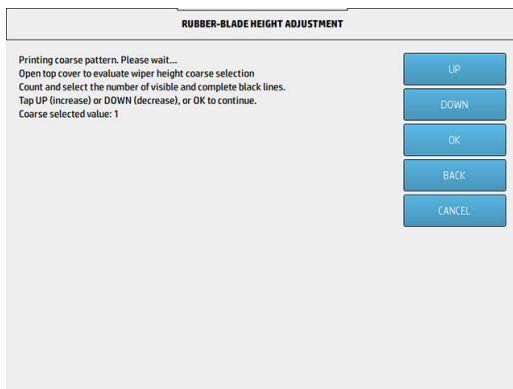 RUBBER-BLADE HEIGHT ADJUSTMENT
Printing coarse pattern. Please wait...
Open top cover to evaluate wiper height coarse selection
Count and select the number of visible and complete black lines.
Tap UP (increase) or DOWN (decrease), or OK to continue.
Coarse selected value: 1
UP
DOWN
OK
BACK
CANCEL